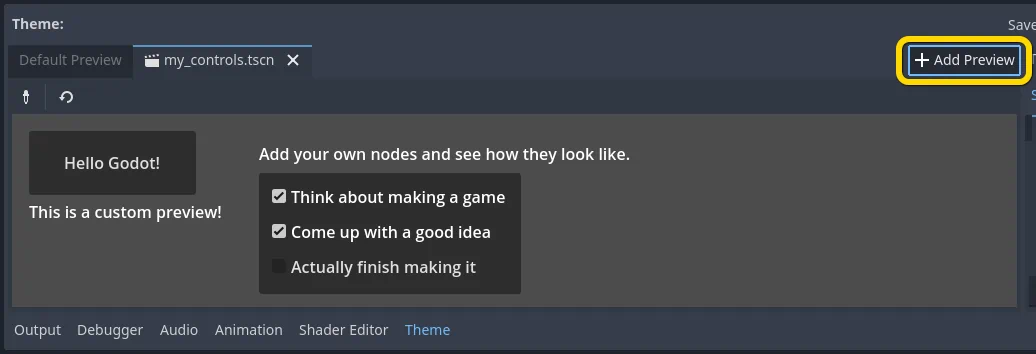 Theme:
Save
Default Preview
my_controls.tscn
Add Preview
Hello Godot!
This is a custom preview!
Add your own nodes and see how they look like.
Think about making a game
Come up with a good idea
Actually finish making it
Output Debugger Audio Animation Shader Editor Theme